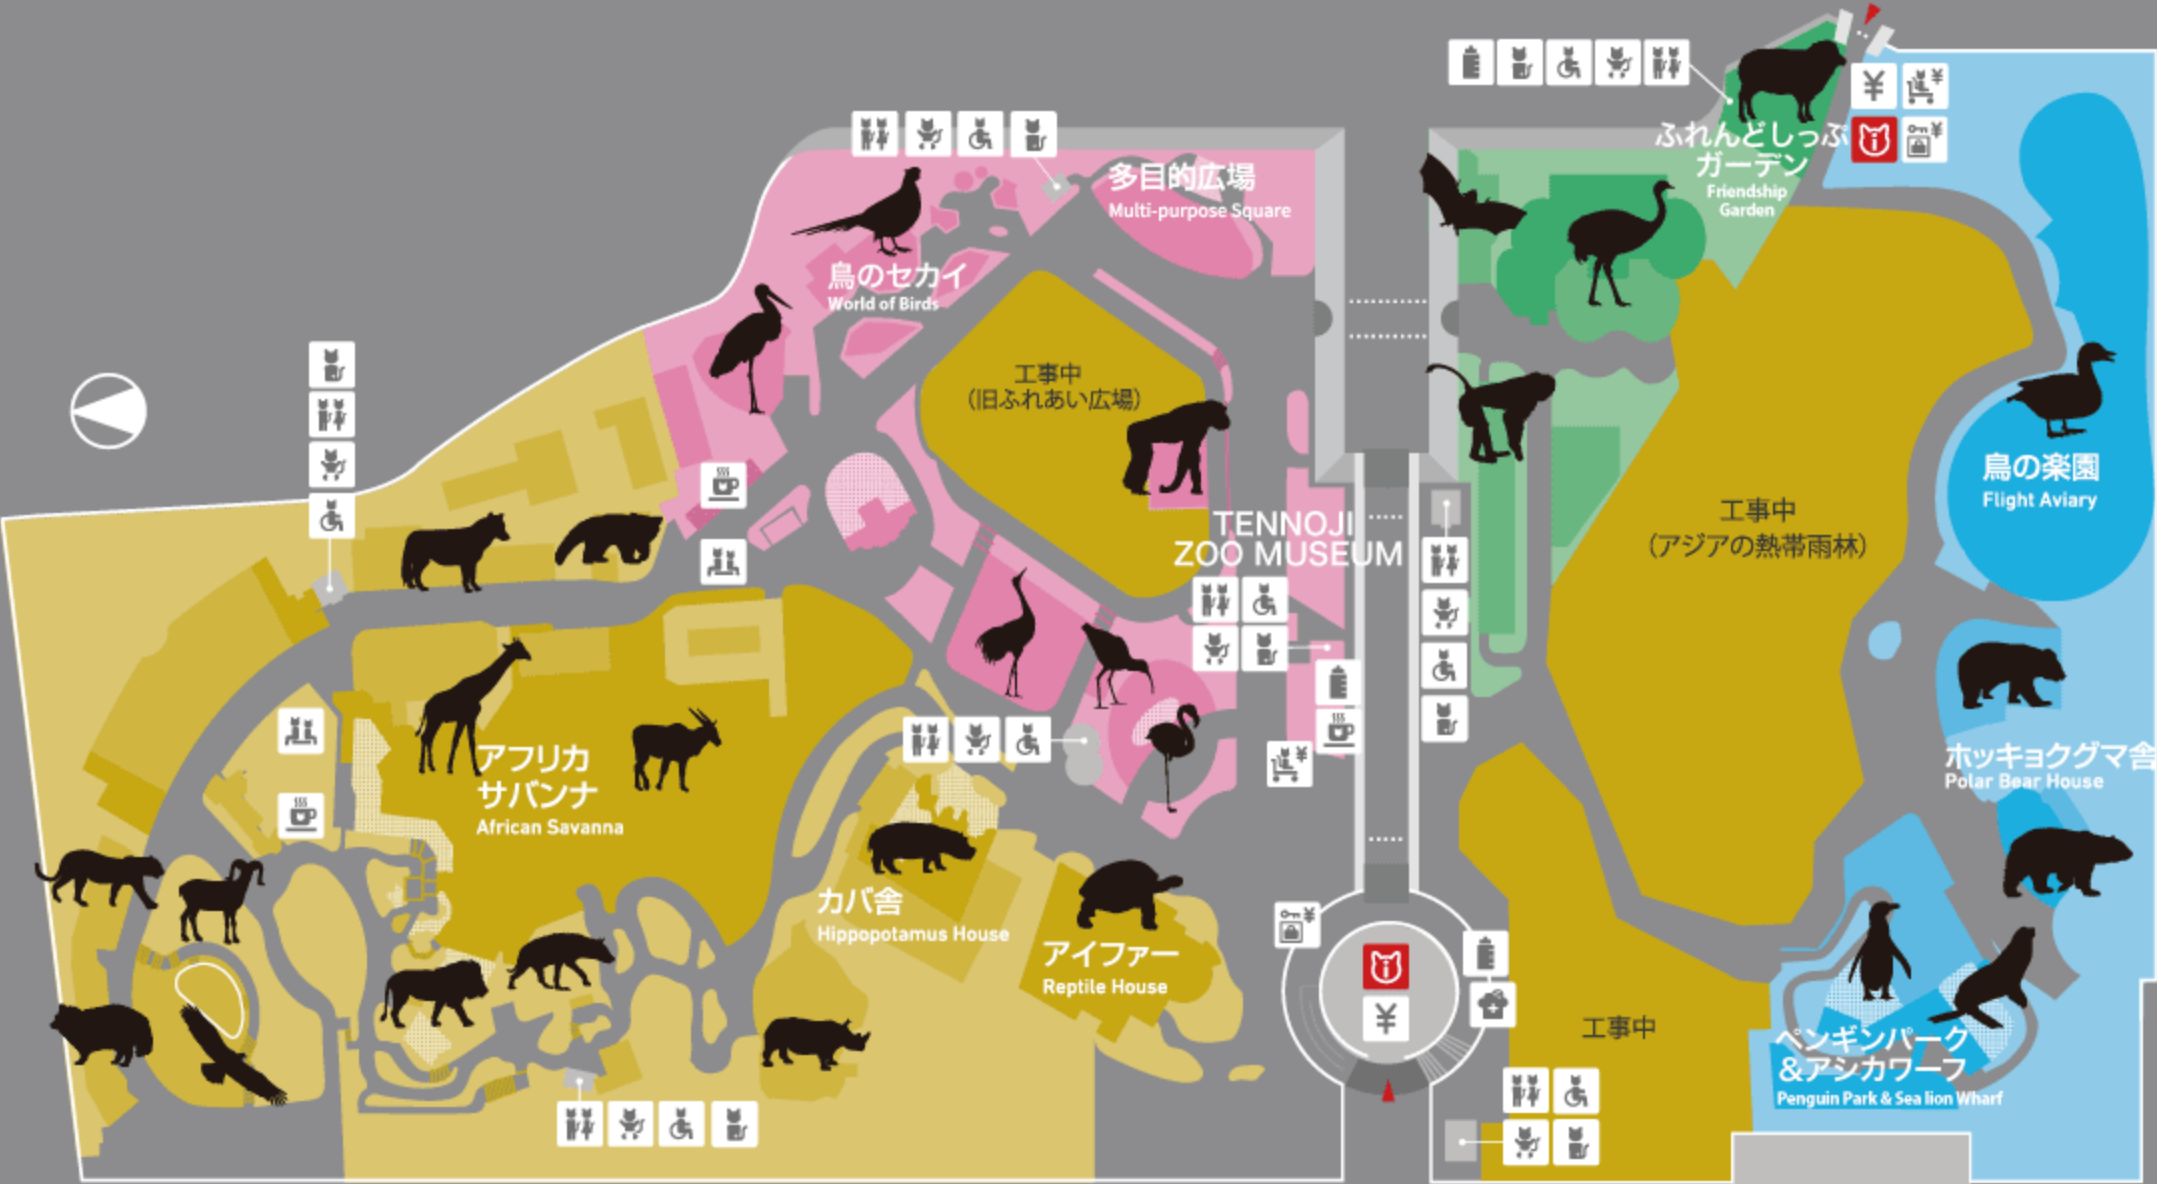 ふれんどしっぷ
ガーデン
Friendship
Garden
多目的広場
Multi-purpose Square
鳥のセカイ
World of Birds
工事中
（旧ふれあい広場）
TENNOJI
ZOO MUSEUM
工事中
（アジアの熱帯雨林）
鳥の楽園
Flight Aviary
ホッキョクグマ舎
Polar Bear House
アフリカ
サバンナ
African Savanna
カバ舎
Hippopotamus House
アイファー
Reptile House
工事中
ペンギンパーク
&アシカワーフ
Penguin Park & Sea lion Wharf
¥
¥
¥
¥
¥
¥